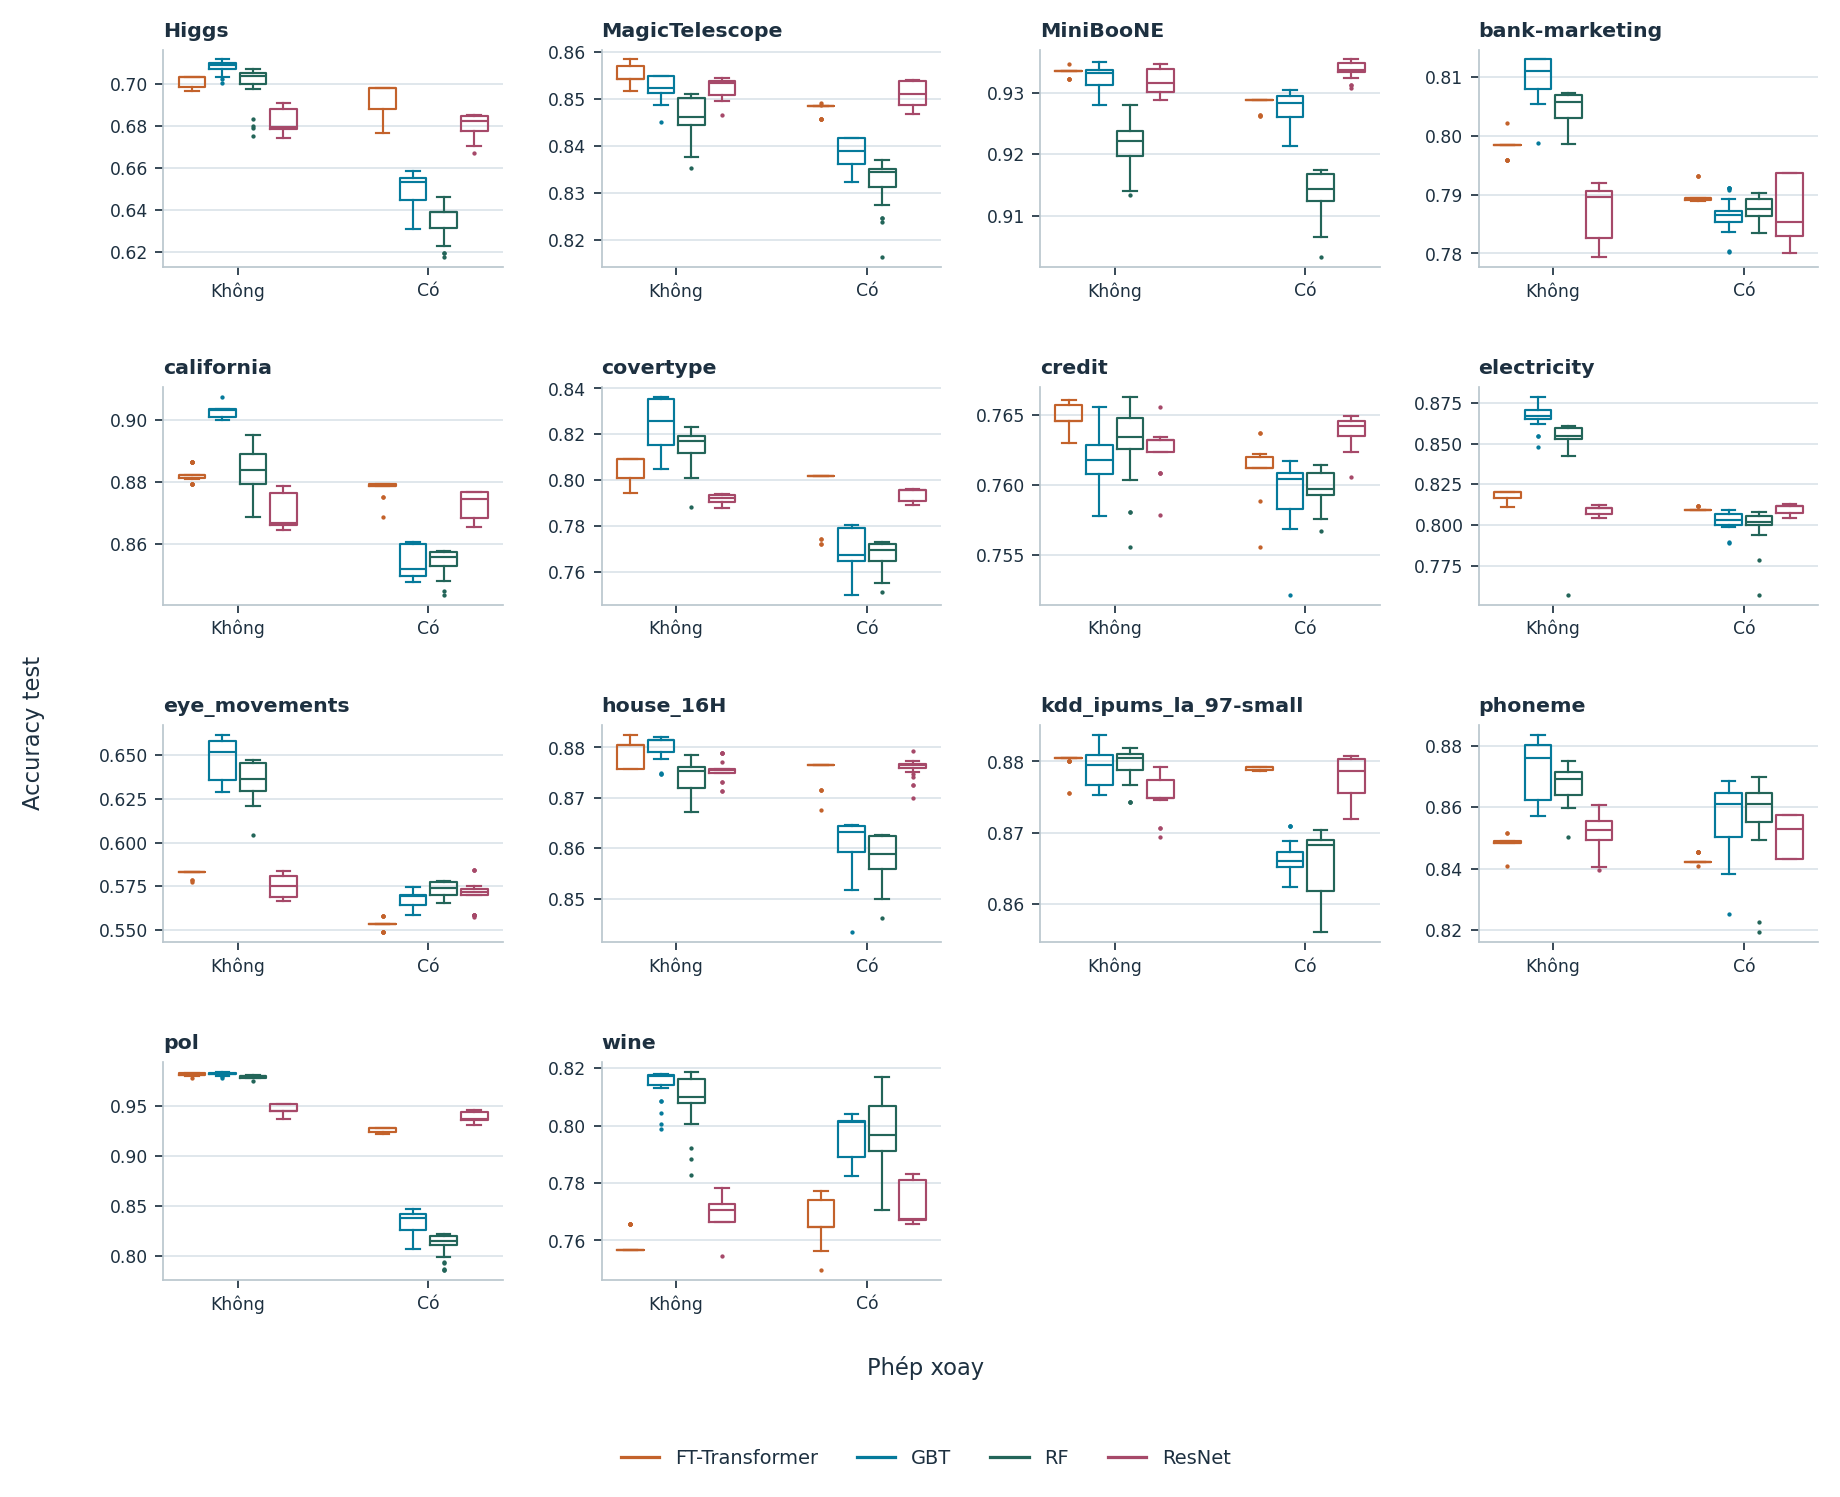 Higgs MagicTelescope MiniBooNE bank-marketing
0.70 0.68 0.66 0.64 0.62
0.86 0.85 0.84 0.83 0.82
0.93 0.92 0.91
0.81 0.80 0.79 0.78
Không Có Không Có Không Có Không Có
california covertype credit electricity
0.90 0.88 0.86
0.84 0.82 0.80 0.78 0.76
0.765 0.760 0.755
0.875 0.850 0.825 0.800 0.775
Không Có Không Có Không Có Không Có
Accuracy test
eye_movements house_16H kdd_ipums_la_97-small phoneme
0.650 0.625 0.600 0.575 0.550
0.88 0.87 0.86 0.85
0.88 0.87 0.86
0.88 0.86 0.84 0.82
Không Có Không Có Không Có Không Có
pol wine
0.95 0.90 0.85 0.80
0.82 0.80 0.78 0.76
Không Có Không Có
Phép xoay
FT-Transformer GBT RF ResNet